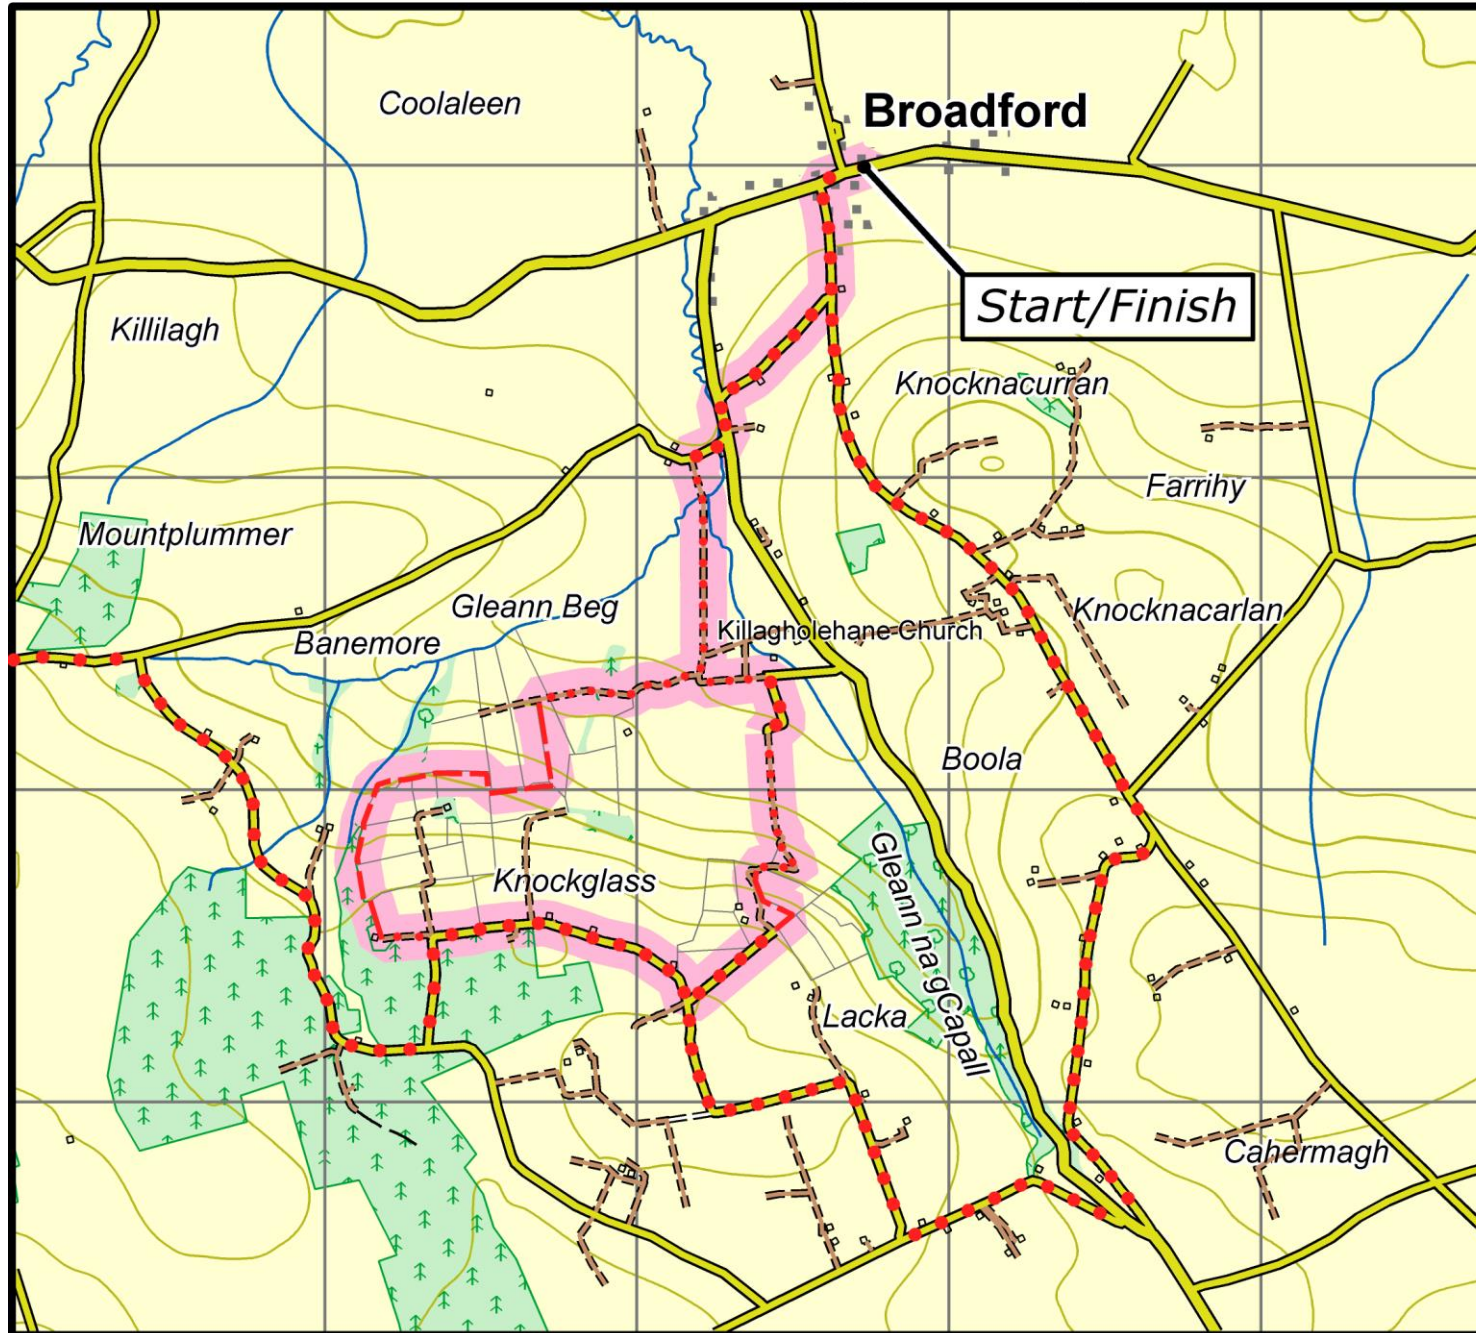 Coolaleen
Broadford
Start/Finish
Killilagh
Knocknacurran
Farrihy
Mountplummer
Gleann Beg
Knocknacarlan
Banemore
Killagholehane Church
Boola
Knockglass
Gleann na gCapall
Lacka
Cahermagh